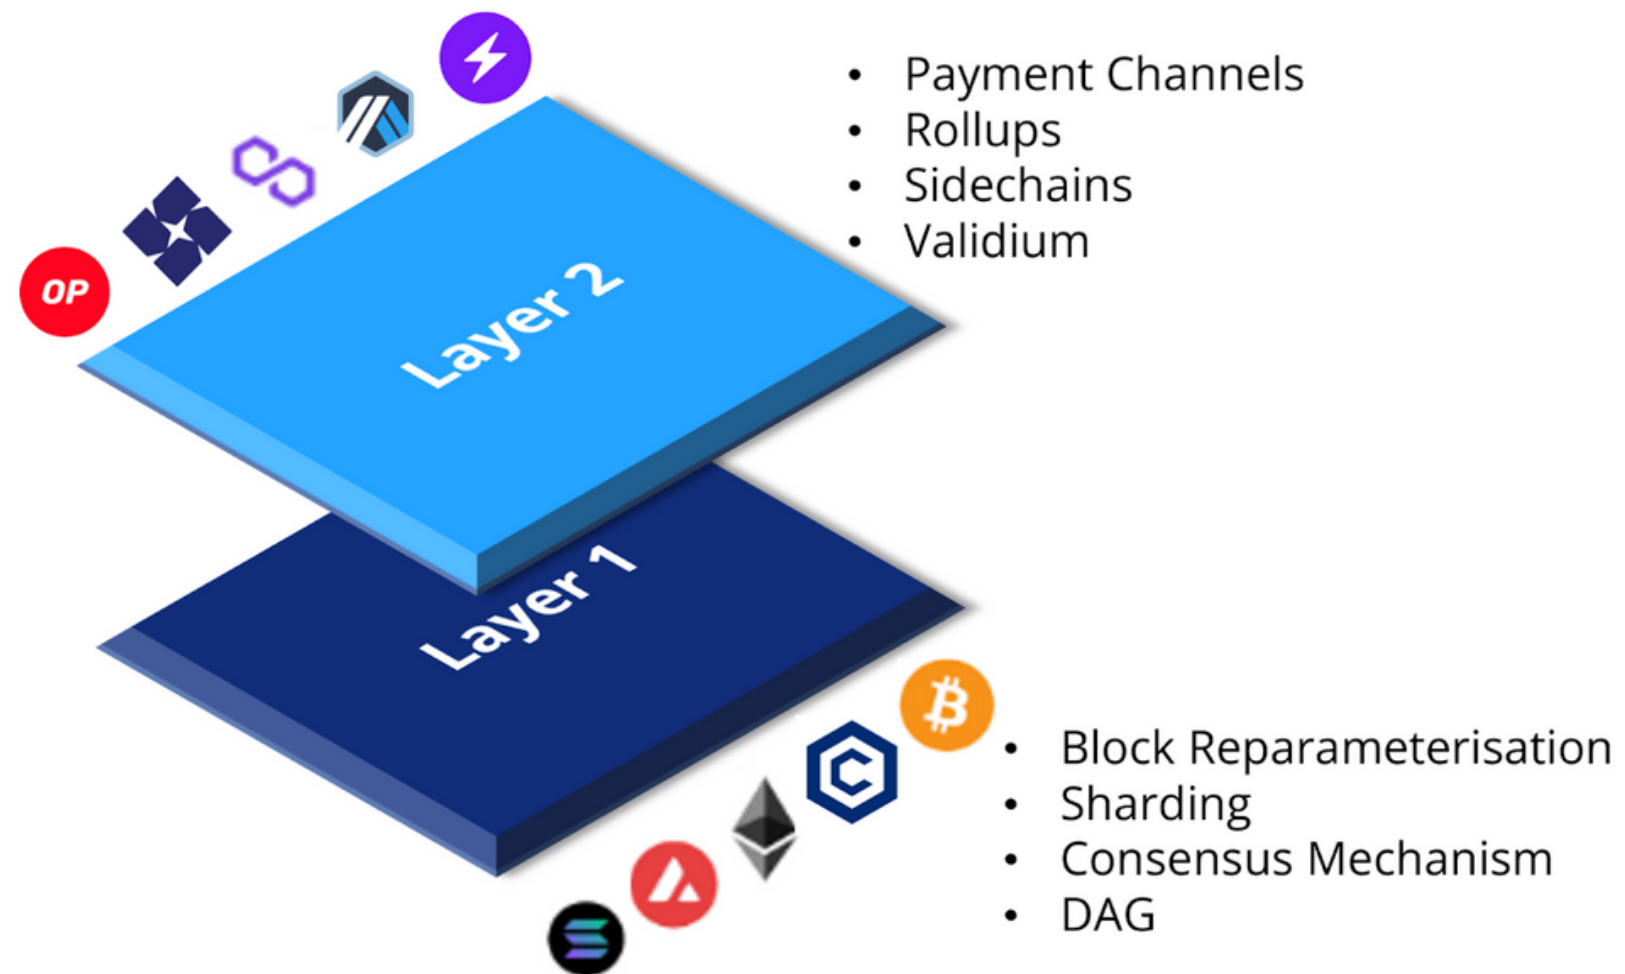 Payment Channels
Rollups
Sidechains
Validium
OP
Layer 2
Layer 1
Block Reparameterisation
Sharding
Consensus Mechanism
DAG